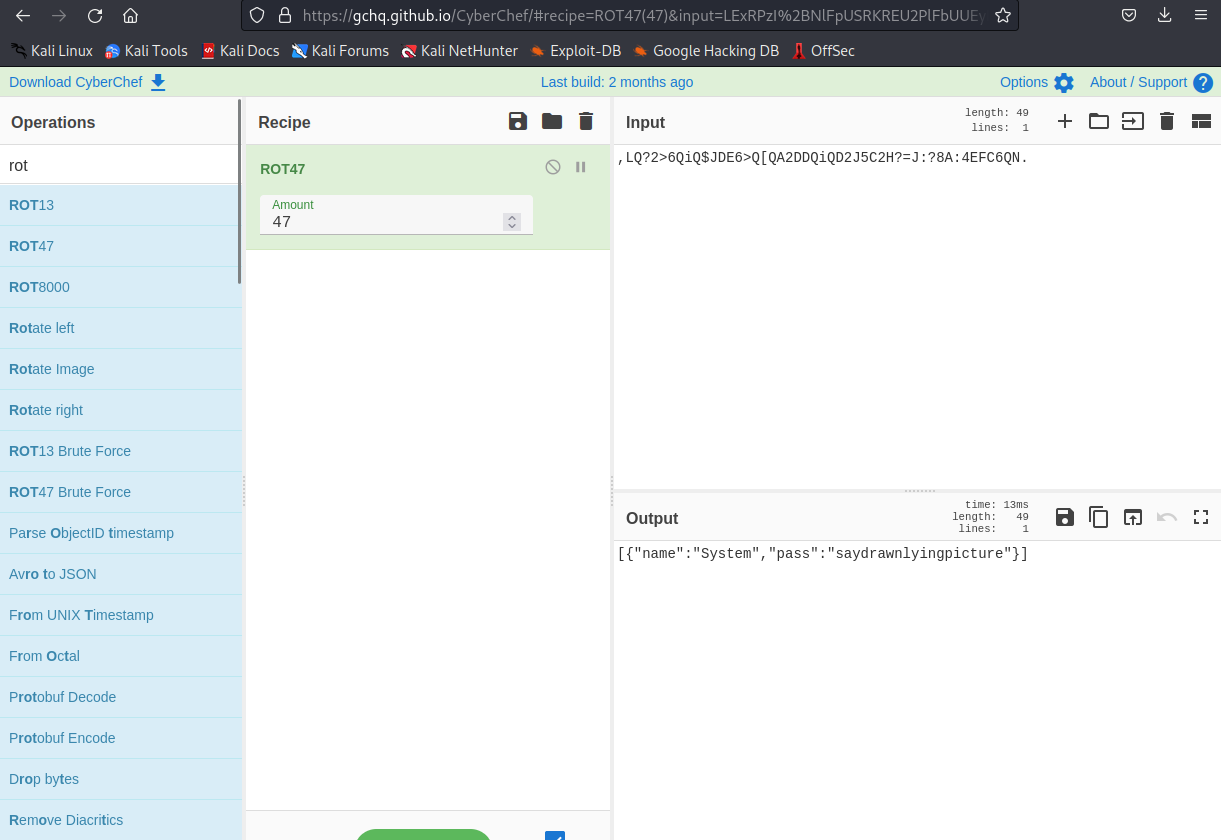 https://gchq.github.io/CyberChef/#recipe=ROT47(47)&input=LExRPzI%2BNlFpUSRKREU2PlFbUUEy
Kali Linux Kali Tools Kali Docs Kali Forums Kali NetHunter Exploit-DB Google Hacking DB OffSec
Download CyberChef Last build: 2 months ago Options About / Support ?
Operations
rot
ROT13
ROT47
ROT8000
Rotate left
Rotate Image
Rotate right
ROT13 Brute Force
ROT47 Brute Force
Parse ObjectID timestamp
Avro to JSON
From UNIX Timestamp
From Octal
Protobuf Decode
Protobuf Encode
Drop bytes
Remove Diacritics
Recipe
ROT47
Amount
47
Input
length: 49
lines: 1
,LQ?2>6QiQ$JDE6>Q[QA2DDQiQD2J5C2H?=J:?8A:4EFC6QN.
Output
time: 13ms
length: 49
lines: 1
[{"name":"System","pass":"saydrawnlyingpicture"}]